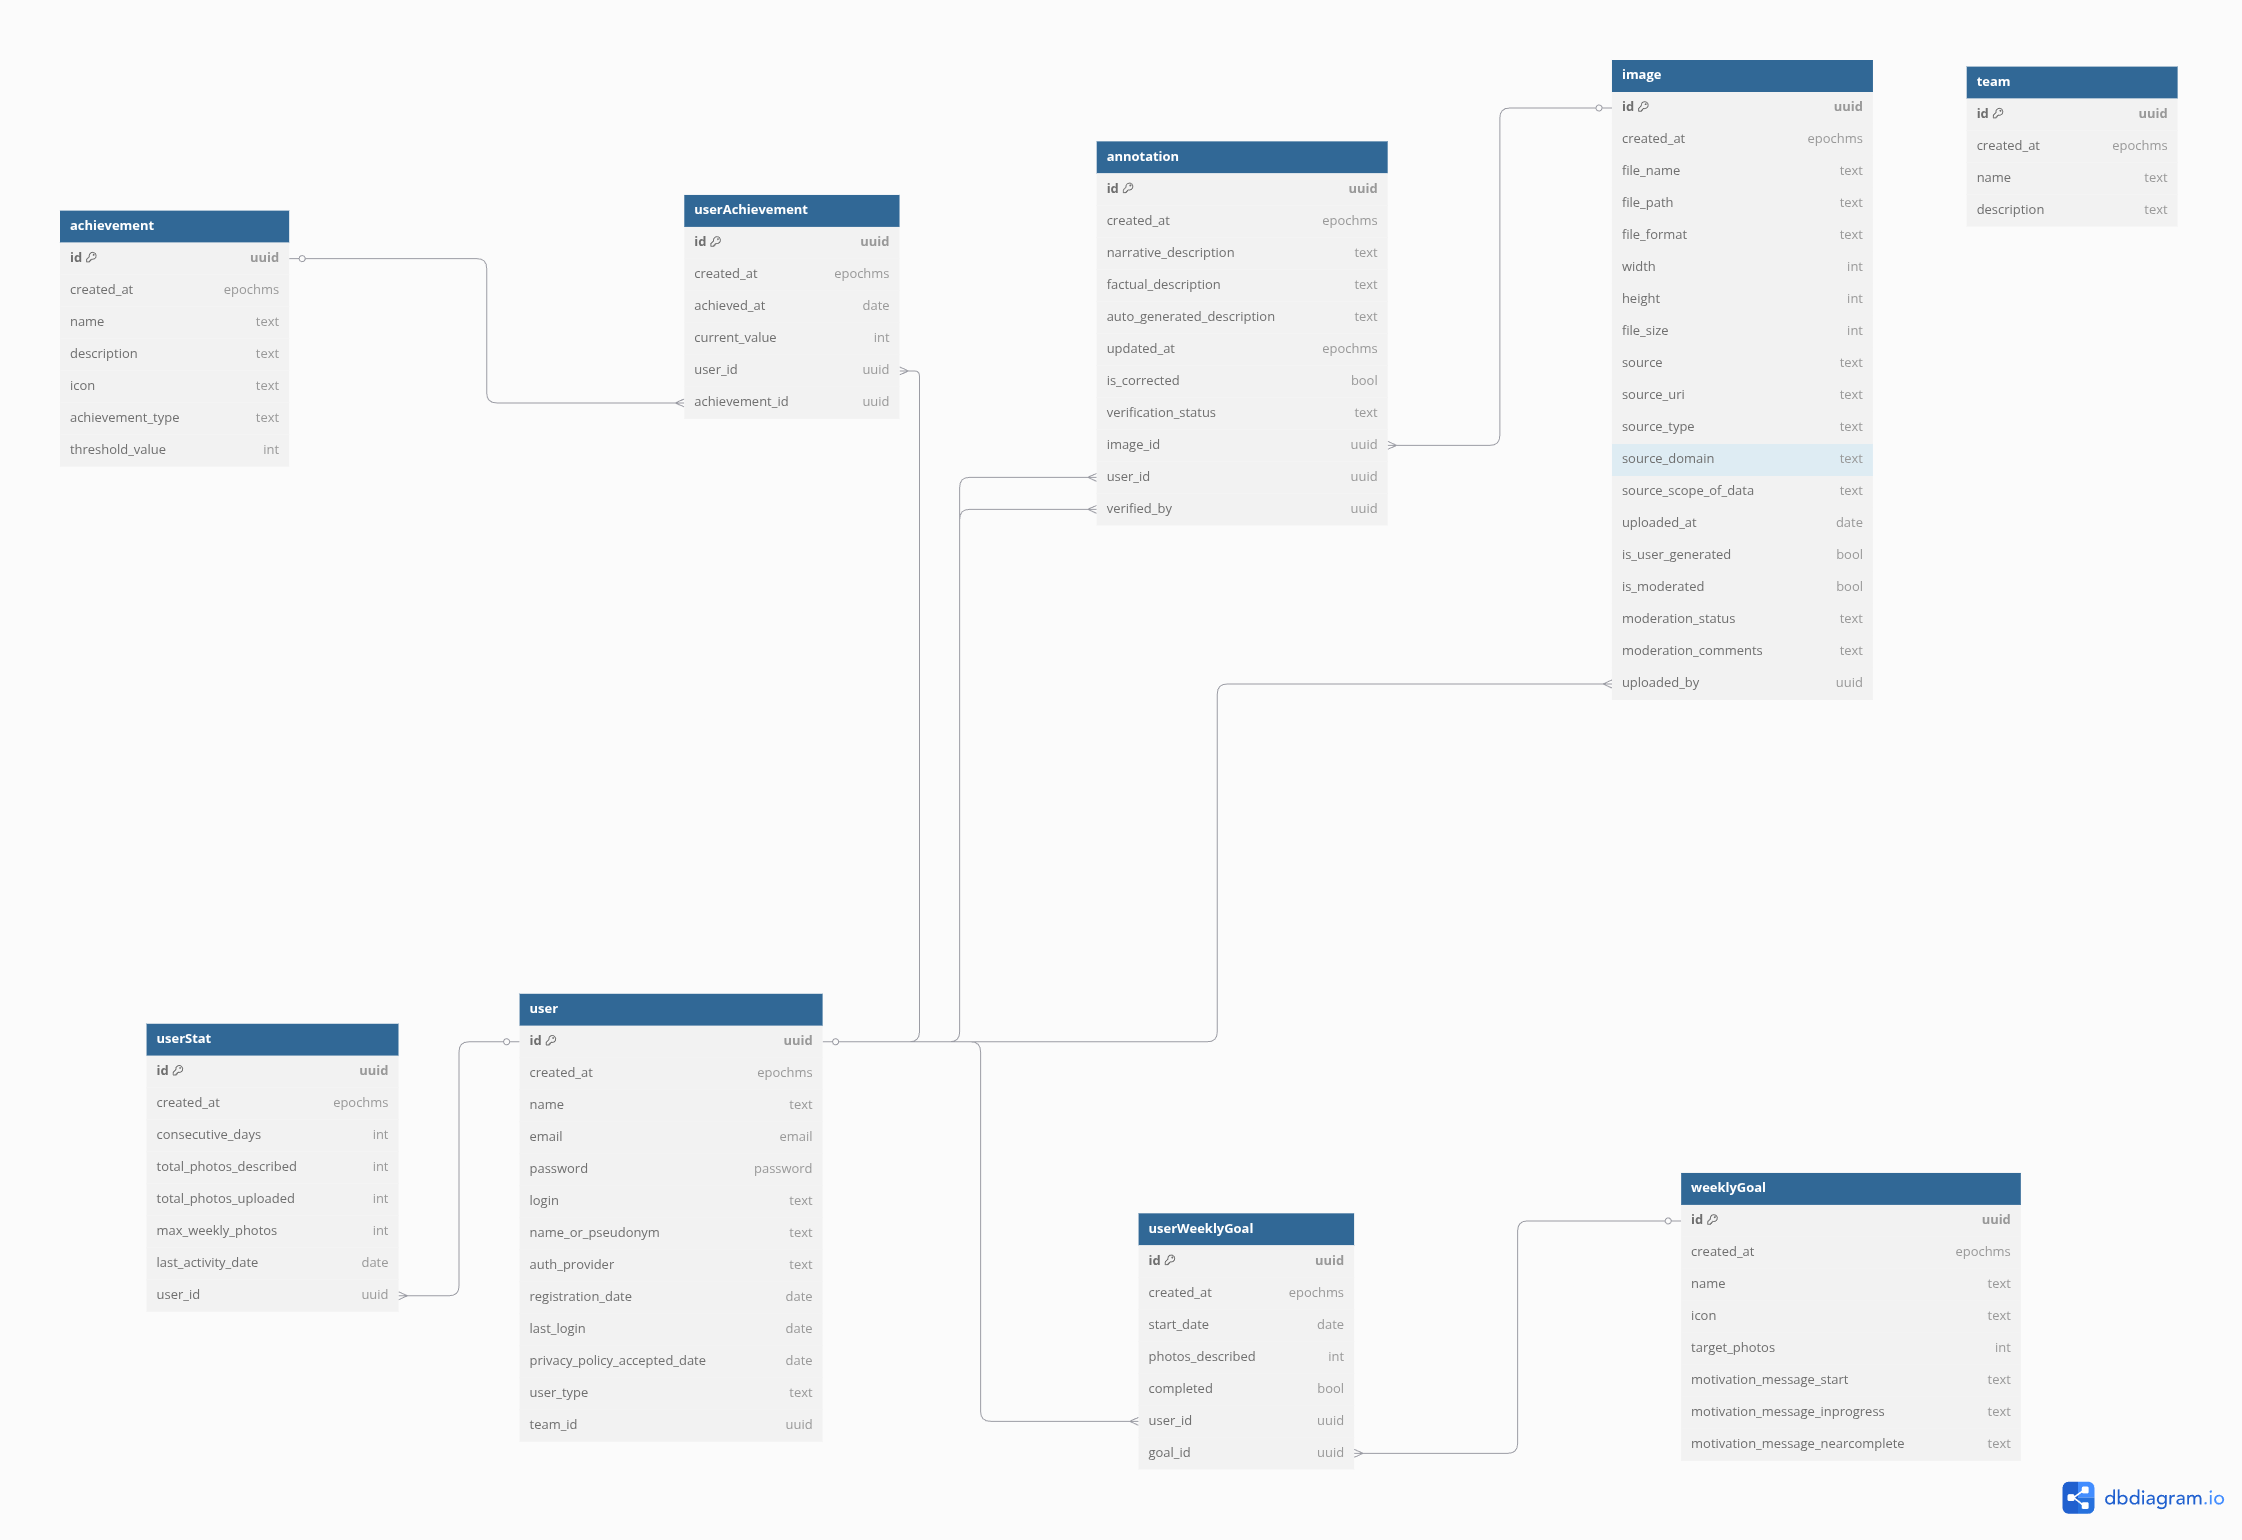 achievement
id uuid
created_at epochms
name text
description text
icon text
achievement_type text
threshold_value int
userAchievement
id uuid
created_at epochms
achieved_at date
current_value int
user_id uuid
achievement_id uuid
annotation
id uuid
created_at epochms
narrative_description text
factual_description text
auto_generated_description text
updated_at epochms
is_corrected bool
verification_status text
image_id uuid
user_id uuid
verified_by uuid
image
id uuid
created_at epochms
file_name text
file_path text
file_format text
width int
height int
file_size int
source text
source_uri text
source_type text
source_domain text
source_scope_of_data text
uploaded_at date
is_user_generated bool
is_moderated bool
moderation_status text
moderation_comments text
uploaded_by uuid
team
id uuid
created_at epochms
name text
description text
userStat
id uuid
created_at epochms
consecutive_days int
total_photos_described int
total_photos_uploaded int
max_weekly_photos int
last_activity_date date
user_id uuid
user
id uuid
created_at epochms
name text
email email
password password
login text
name_or_pseudonym text
auth_provider text
registration_date date
last_login date
privacy_policy_accepted_date date
user_type text
team_id uuid
userWeeklyGoal
id uuid
created_at epochms
start_date date
photos_described int
completed bool
user_id uuid
goal_id uuid
weeklyGoal
id uuid
created_at epochms
name text
icon text
target_photos int
motivation_message_start text
motivation_message_inprogress text
motivation_message_nearcomplete text
dbdiagram.io